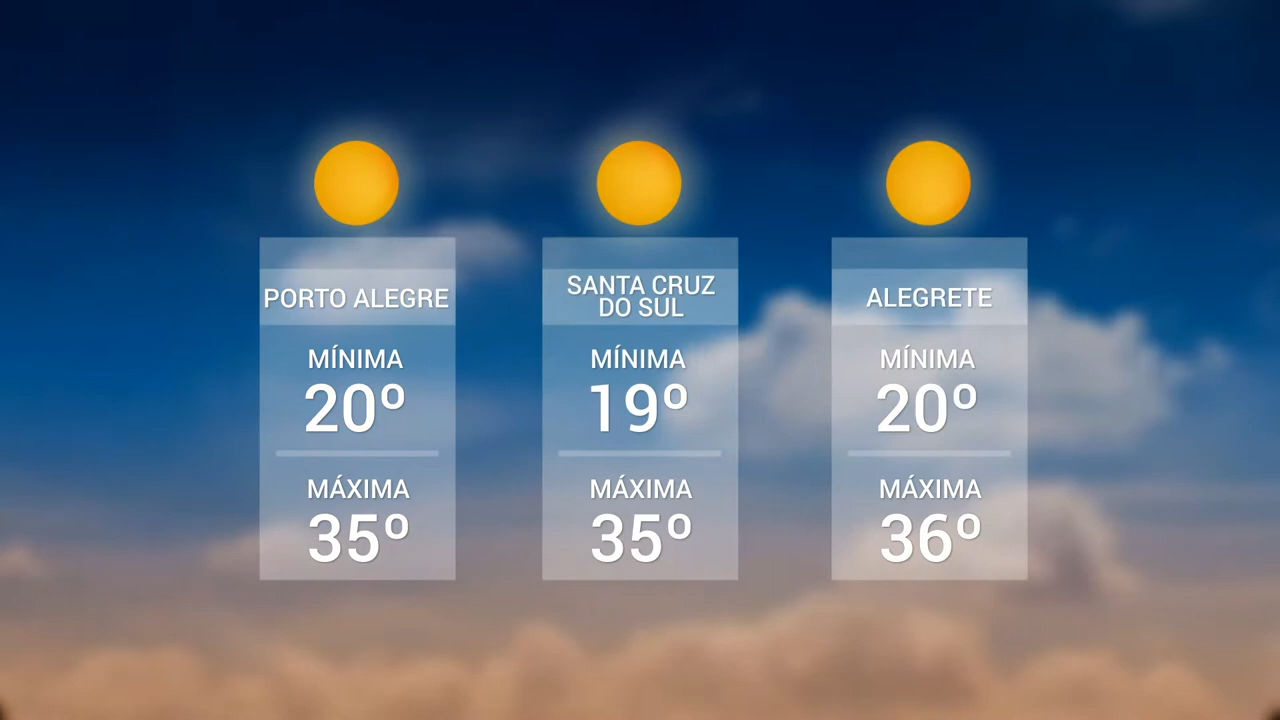 PORTO ALEGRE
MÍNIMA
20º
MÁXIMA
35º
SANTA CRUZ
DO SUL
MÍNIMA
19º
MÁXIMA
35º
ALEGRETE
MÍNIMA
20º
MÁXIMA
36º